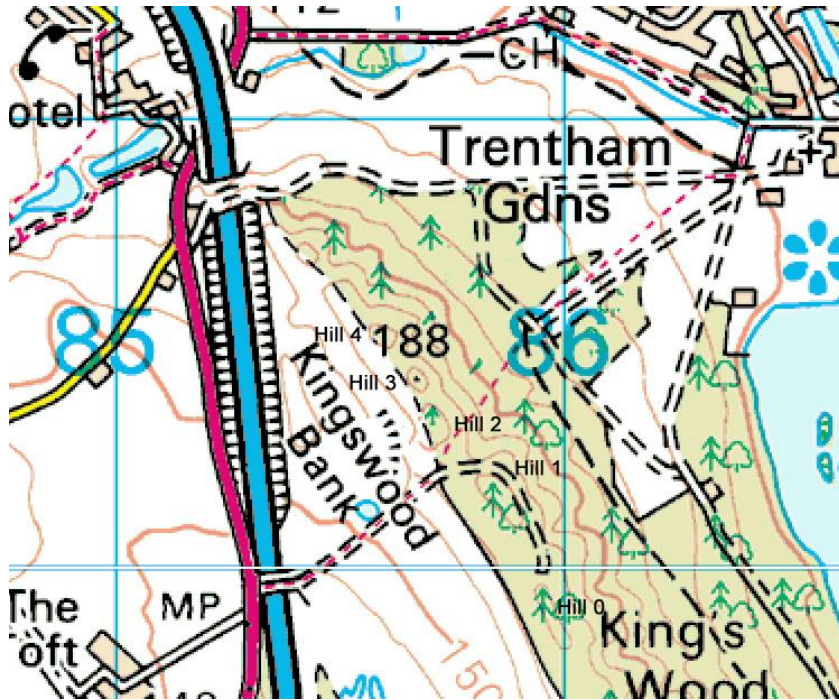 CH
otel
Trentham
Gdns
Hill 4
188
85
86
Hill 3
Kingswood
Bank
Hill 2
Hill 1
The
oft
MP
Hill 0
King's
Wood
150